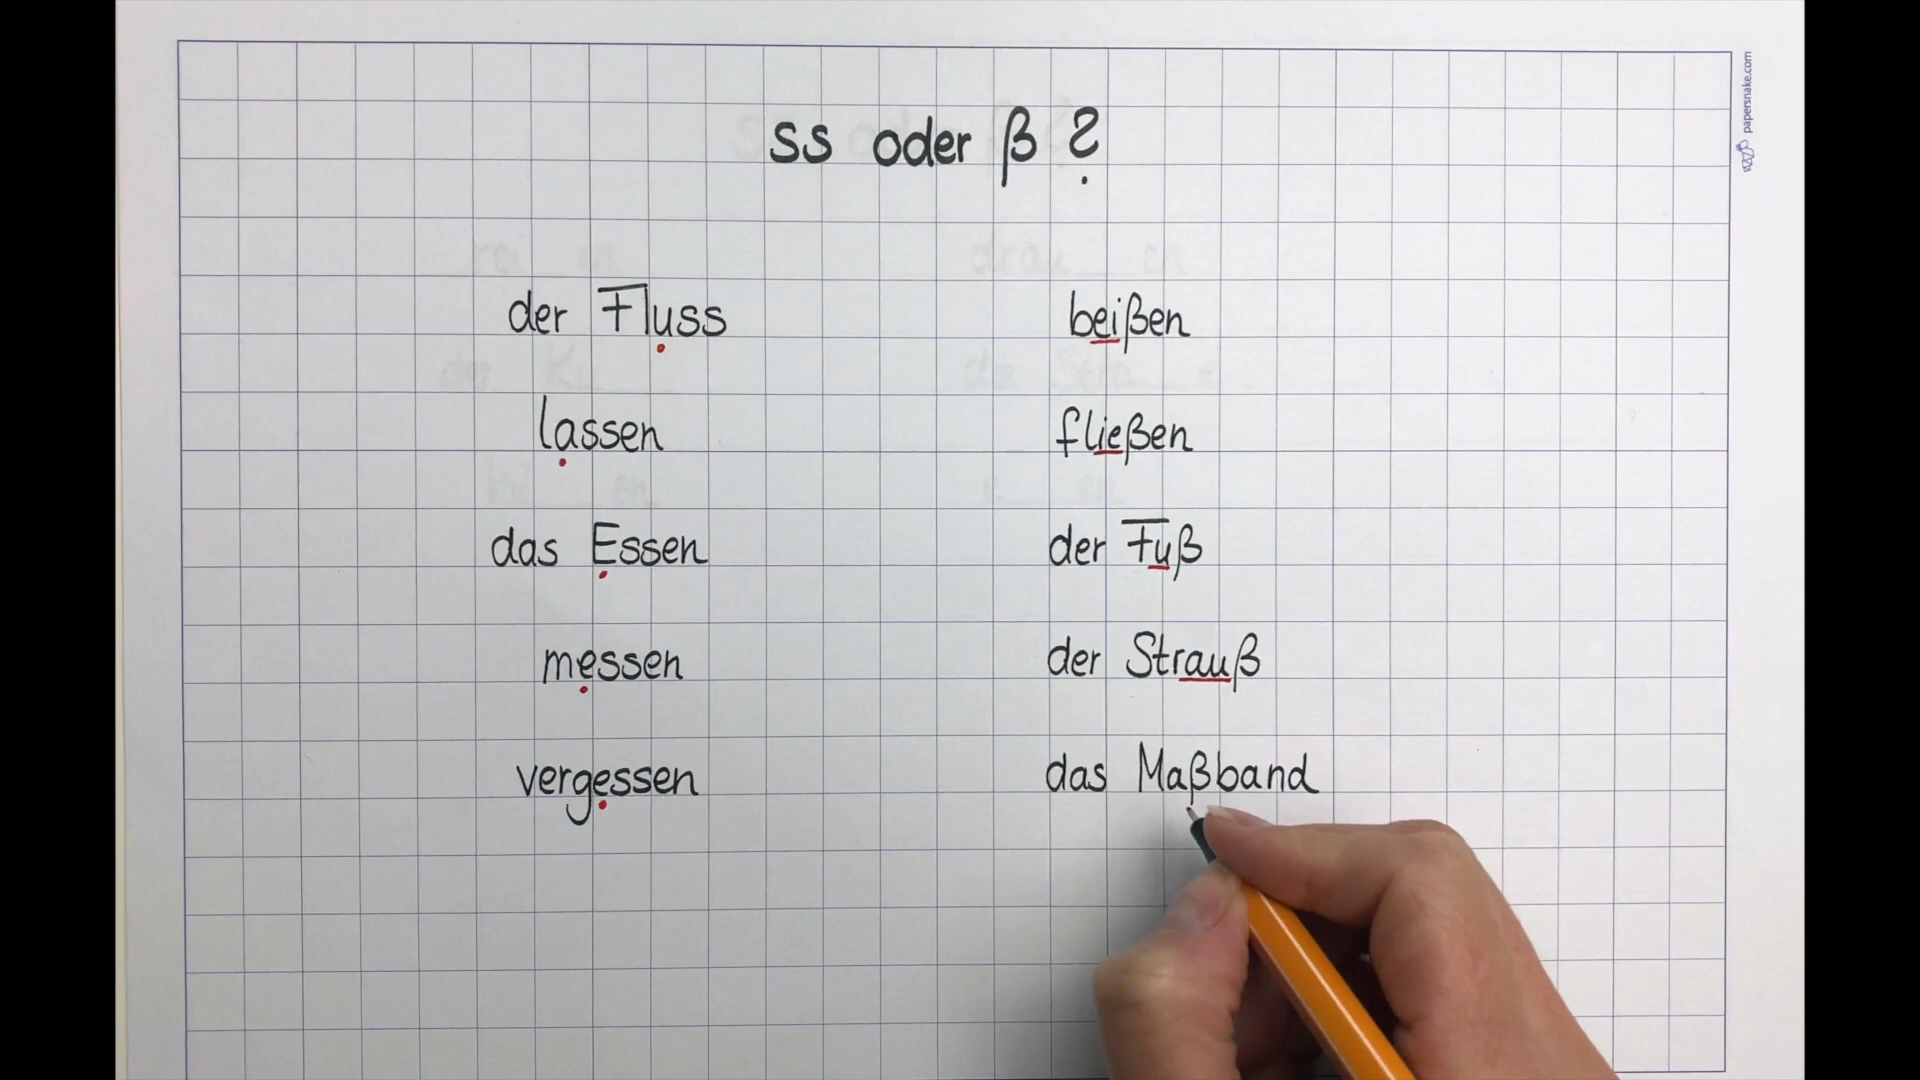 ss oder ß ?
der Fluss
lassen
das Essen
messen
vergessen
beißen
fließen
der Fuß
der Strauß
das Maßband
papersnake.com